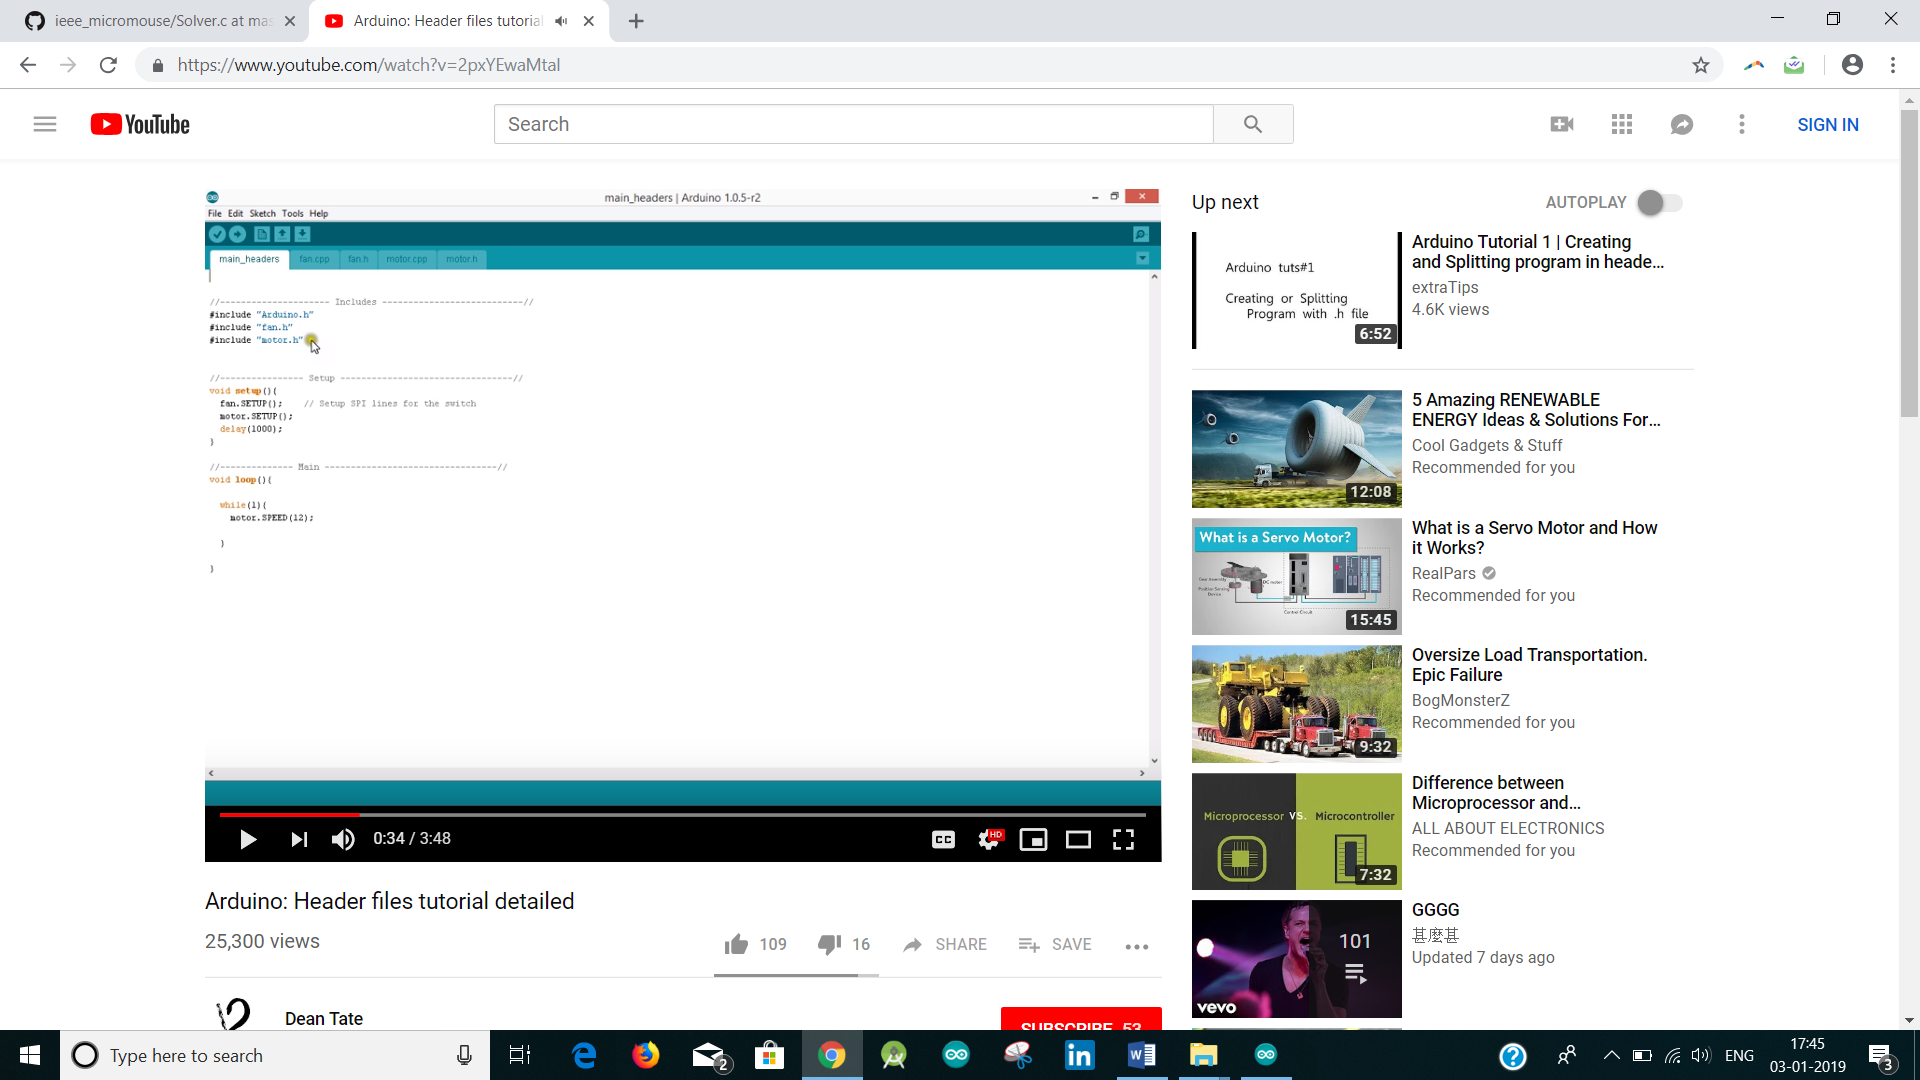 ieee_micromouse/Solver.c at mas
Arduino: Header files tutorial
https://www.youtube.com/watch?v=2pxYEwaMtaI
YouTube
Search
SIGN IN
main_headers | Arduino 1.0.5-r2
File Edit Sketch Tools Help
main_headers fan.cpp fan.h motor.cpp motor.h
//--------------------- Includes ---------------------------//
#include "Arduino.h"
#include "fan.h"
#include "motor.h"
//---------------- Setup ---------------------------------//
void setup(){
fan.SETUP(); // Setup SPI lines for the switch
motor.SETUP();
delay(1000);
}
//-------------- Main ---------------------------------//
void loop(){
while(1){
motor.SPEED(12);
}
}
0:34 / 3:48
CC
HD
Arduino: Header files tutorial detailed
25,300 views
109
16
SHARE
SAVE
Dean Tate
SUBSCRIBE 53
Up next
AUTOPLAY
Arduino tuts#1
Creating or Splitting
Program with .h file
6:52
Arduino Tutorial 1 | Creating
and Splitting program in heade...
extraTips
4.6K views
12:08
5 Amazing RENEWABLE
ENERGY Ideas & Solutions For...
Cool Gadgets & Stuff
Recommended for you
What is a Servo Motor?
Control Circuit
15:45
What is a Servo Motor and How
it Works?
RealPars
Recommended for you
9:32
Oversize Load Transportation.
Epic Failure
BogMonsterZ
Recommended for you
Microprocessor VS. Microcontroller
7:32
Difference between
Microprocessor and...
ALL ABOUT ELECTRONICS
Recommended for you
101
vevo
GGGG
甚麼甚
Updated 7 days ago
Type here to search
2
ENG
17:45
03-01-2019
3